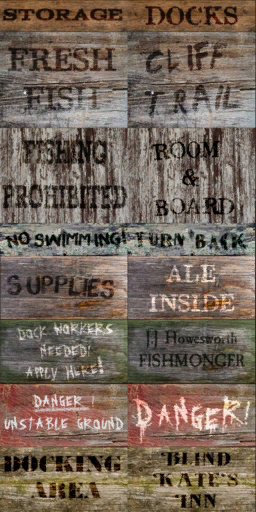 STORAGE
DOCKS
FRESH
FISH
CLIFF
TRAIL
FISHING
PROHIBITED
ROOM
&
BOARD
NO SWIMMING!
TURN BACK
SUPPLIES
ALE
INSIDE
DOCK WORKERS
NEEDED!
APPLY HERE!
JJ Howesworth
FISHMONGER
DANGER!
UNSTABLE GROUND
DANGER!
DOCKING
AREA
BLIND
KATE'S
INN